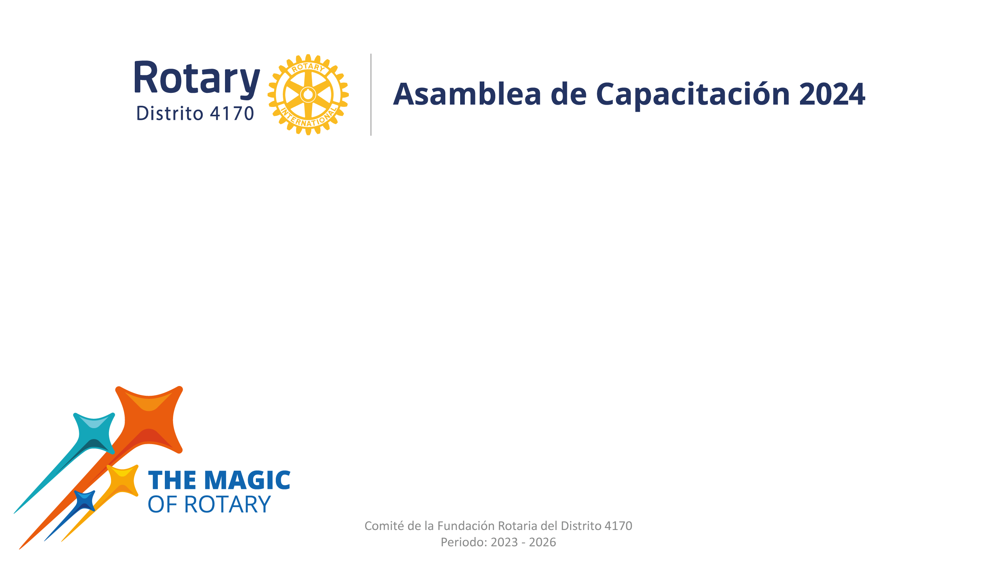 Rotary
Distrito 4170
ROTARY
INTERNATIONAL
Asamblea de Capacitación 2024
THE MAGIC
OF ROTARY
Comité de la Fundación Rotaria del Distrito 4170
Periodo: 2023 - 2026